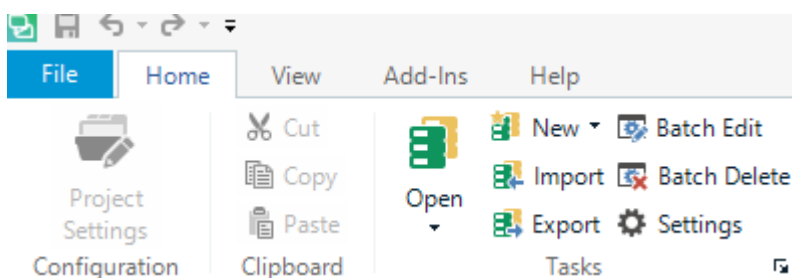 File Home View Add-Ins Help
Project
Settings
Configuration
Cut
Copy
Paste
Clipboard
Open
New
Import
Export
Batch Edit
Batch Delete
Settings
Tasks